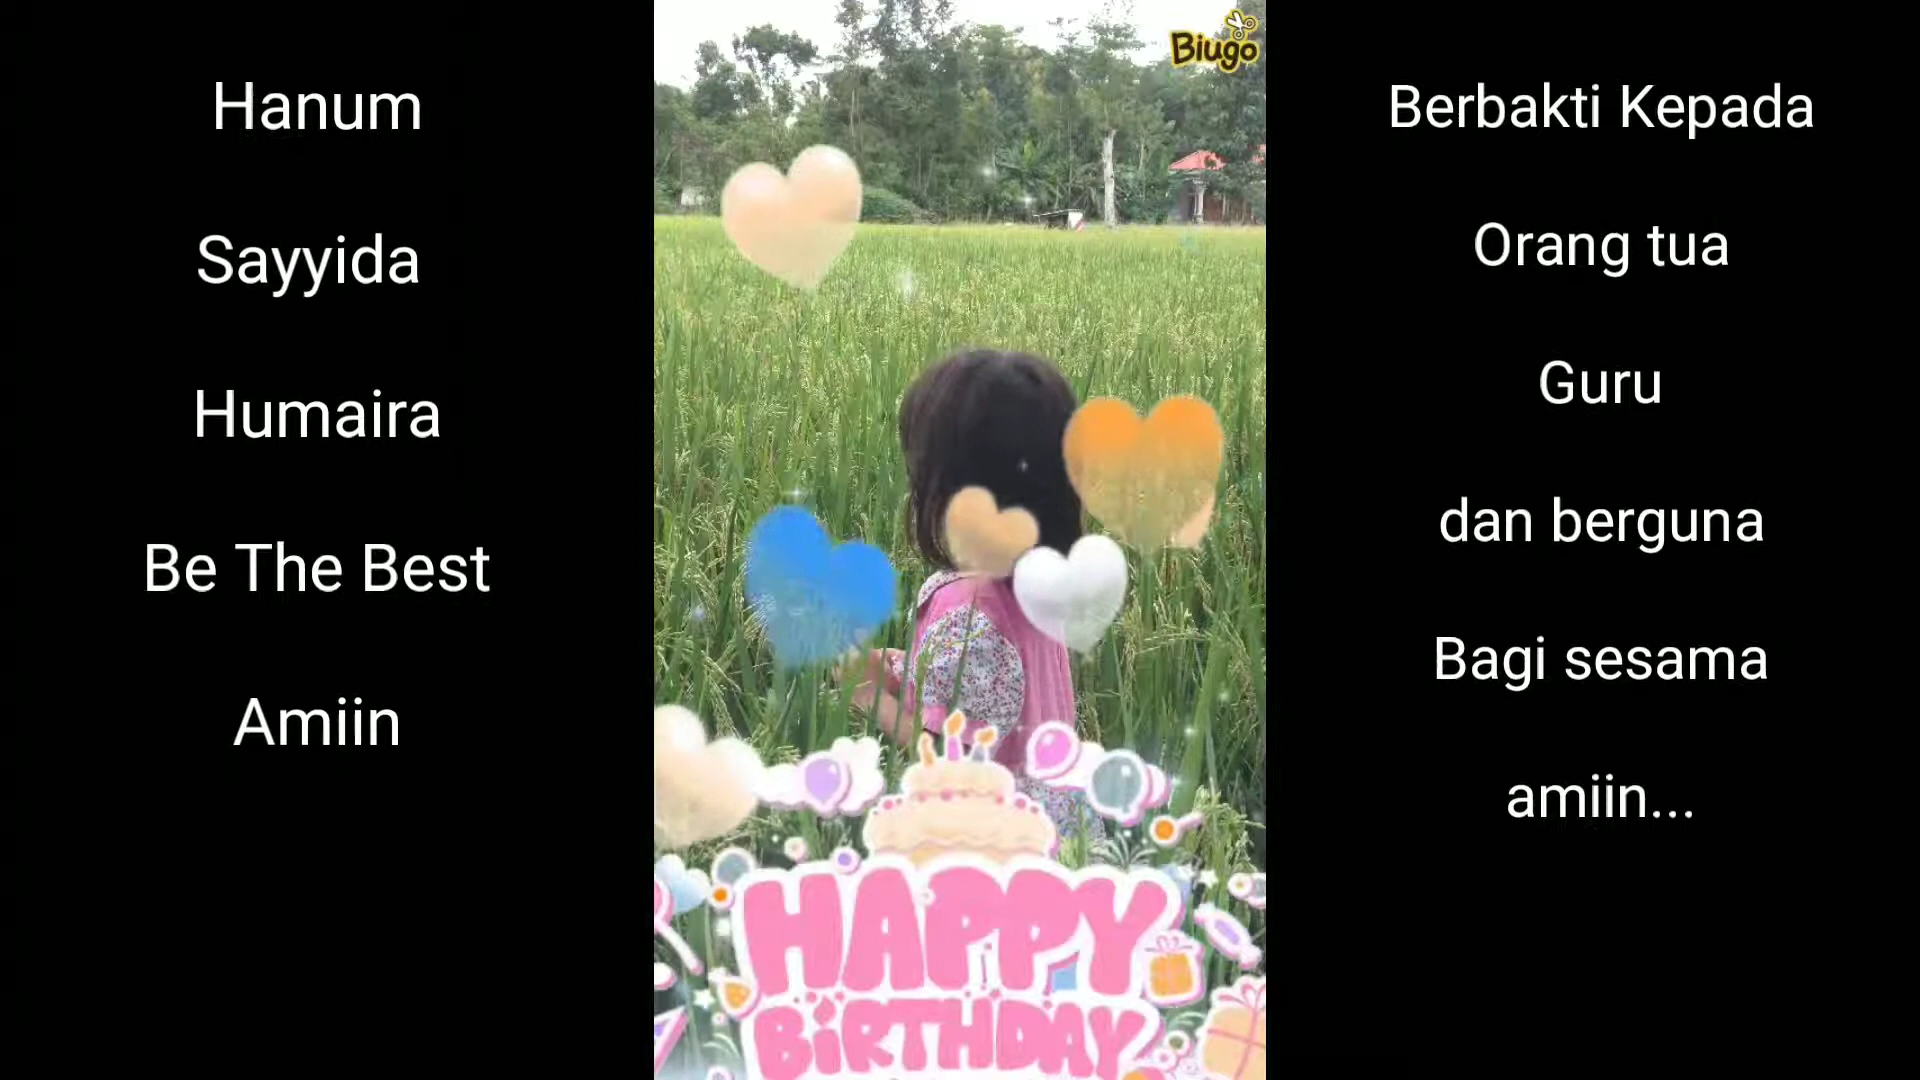 Hanum
Sayyida
Humaira
Be The Best
Amiin
Biugo
HAPPY
BIRTHDAY
Berbakti Kepada
Orang tua
Guru
dan berguna
Bagi sesama
amiin...